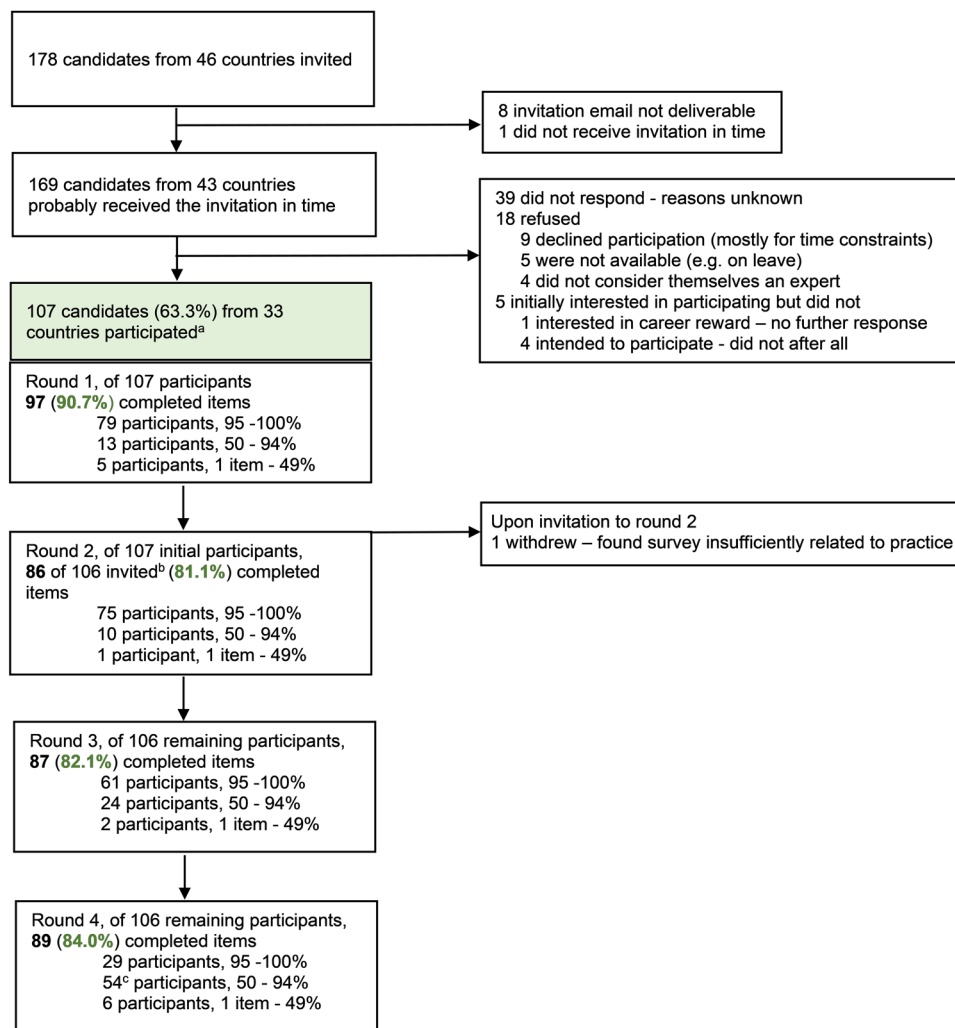 178 candidates from 46 countries invited
8 invitation email not deliverable
1 did not receive invitation in time
169 candidates from 43 countries
probably received the invitation in time
39 did not respond - reasons unknown
18 refused
9 declined participation (mostly for time constraints)
5 were not available (e.g. on leave)
4 did not consider themselves an expert
5 initially interested in participating but did not
1 interested in career reward – no further response
4 intended to participate - did not after all
107 candidates (63.3%) from 33
countries participatedᵃ
Round 1, of 107 participants
97 (90.7%) completed items
79 participants, 95 -100%
13 participants, 50 - 94%
5 participants, 1 item - 49%
Upon invitation to round 2
1 withdrew – found survey insufficiently related to practice
Round 2, of 107 initial participants,
86 of 106 invitedᵇ (81.1%) completed
items
75 participants, 95 -100%
10 participants, 50 - 94%
1 participant, 1 item - 49%
Round 3, of 106 remaining participants,
87 (82.1%) completed items
61 participants, 95 -100%
24 participants, 50 - 94%
2 participants, 1 item - 49%
Round 4, of 106 remaining participants,
89 (84.0%) completed items
29 participants, 95 -100%
54ᶜ participants, 50 - 94%
6 participants, 1 item - 49%